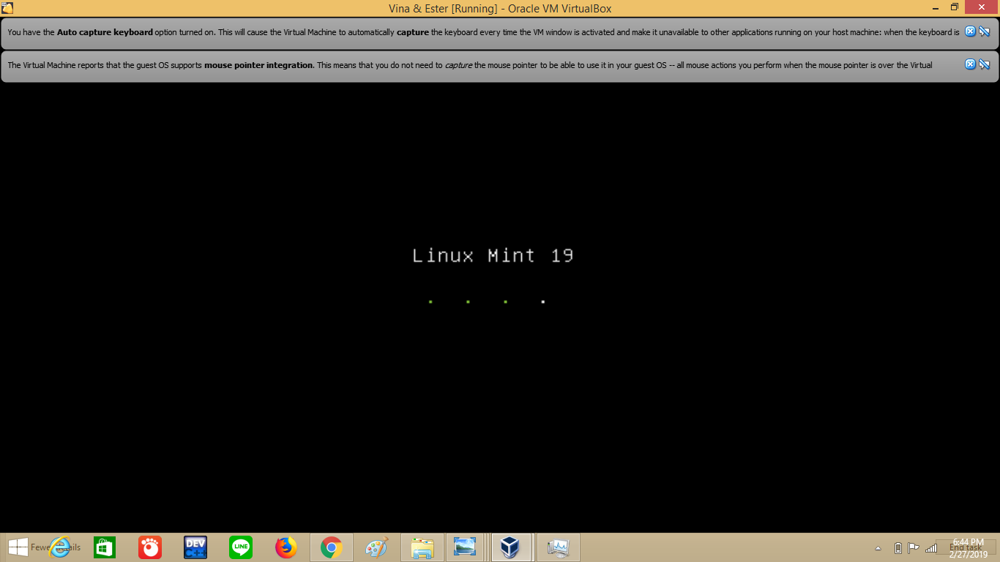 Vina & Ester [Running] - Oracle VM VirtualBox
You have the Auto capture keyboard option turned on. This will cause the Virtual Machine to automatically capture the keyboard every time the VM window is activated and make it unavailable to other applications running on your host machine: when the keyboard is
The Virtual Machine reports that the guest OS supports mouse pointer integration. This means that you do not need to capture the mouse pointer to be able to use it in your guest OS -- all mouse actions you perform when the mouse pointer is over the Virtual
Linux Mint 19
. . . .
DEV
C++
LINE
End task
6:44 PM
2/27/2019